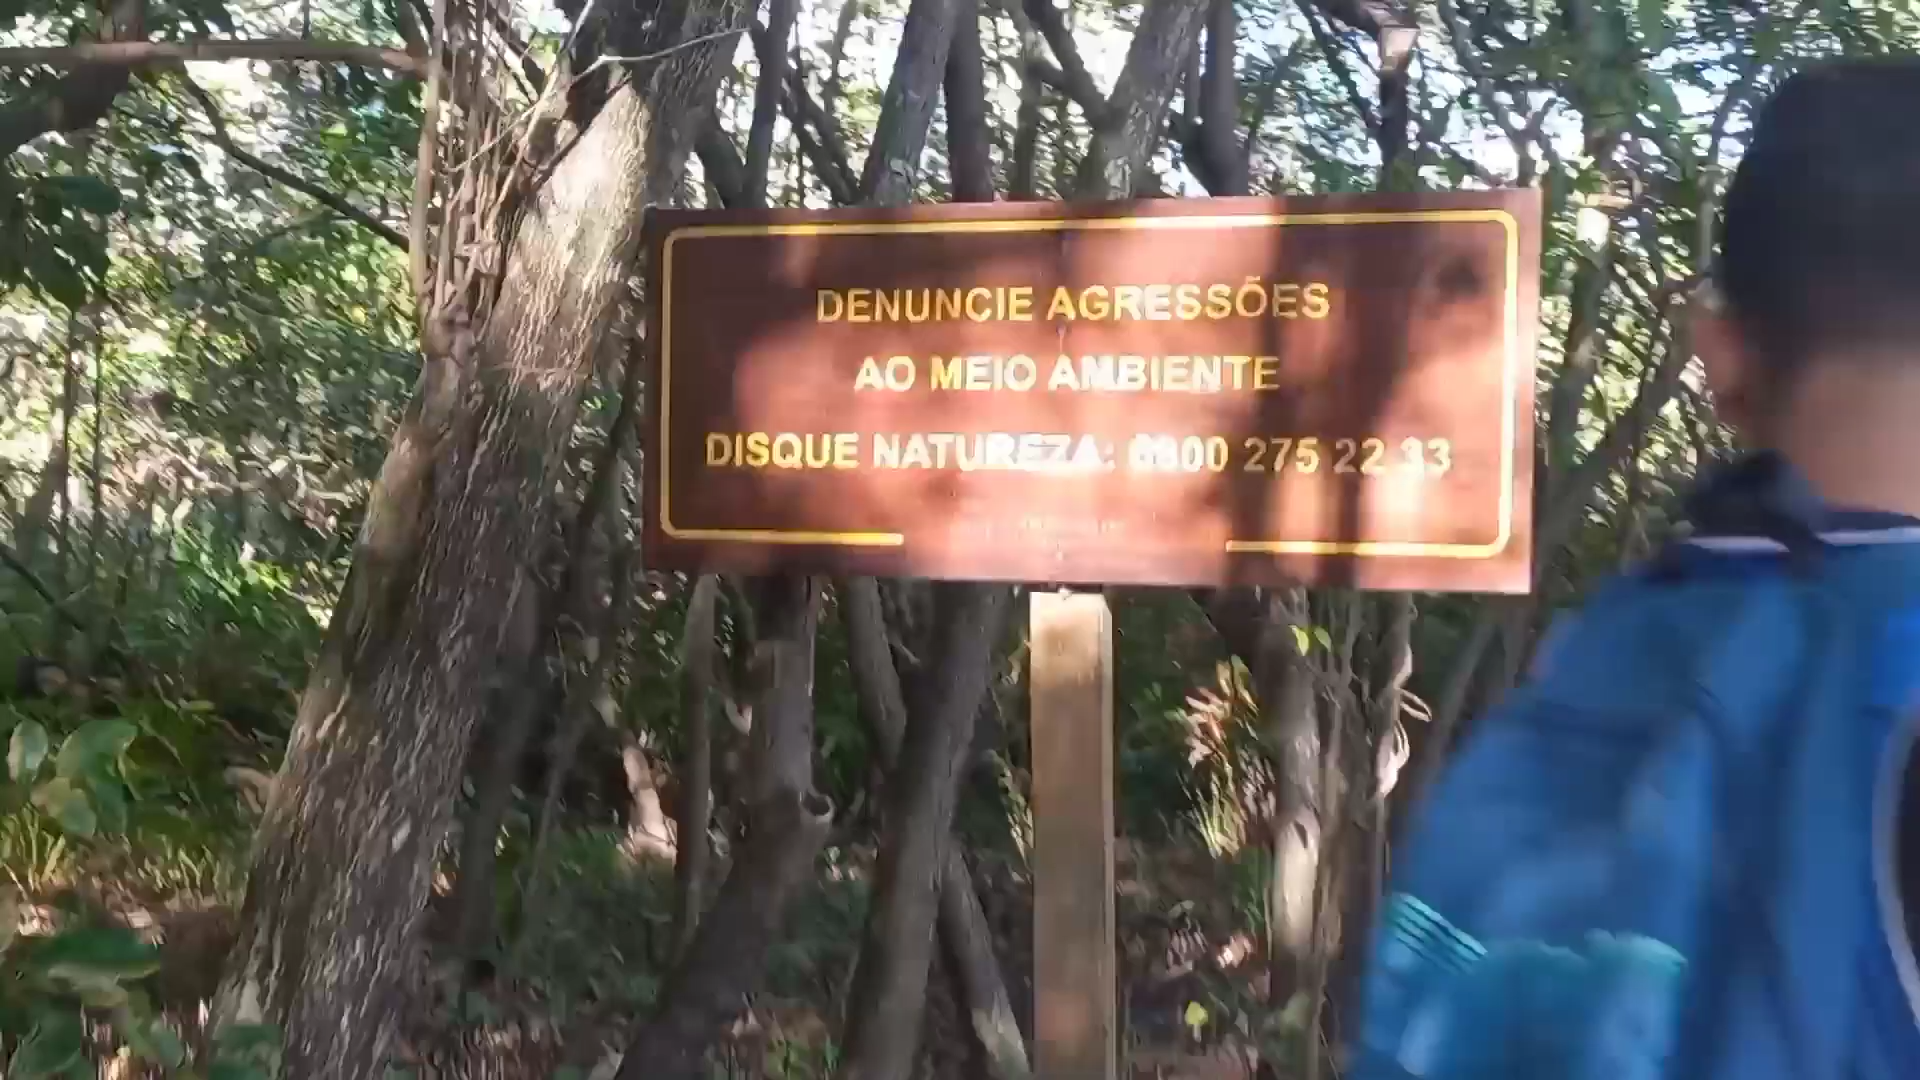 DENUNCIE AGRESSÕES
AO MEIO AMBIENTE
DISQUE NATUREZA: 0800 275 22 33